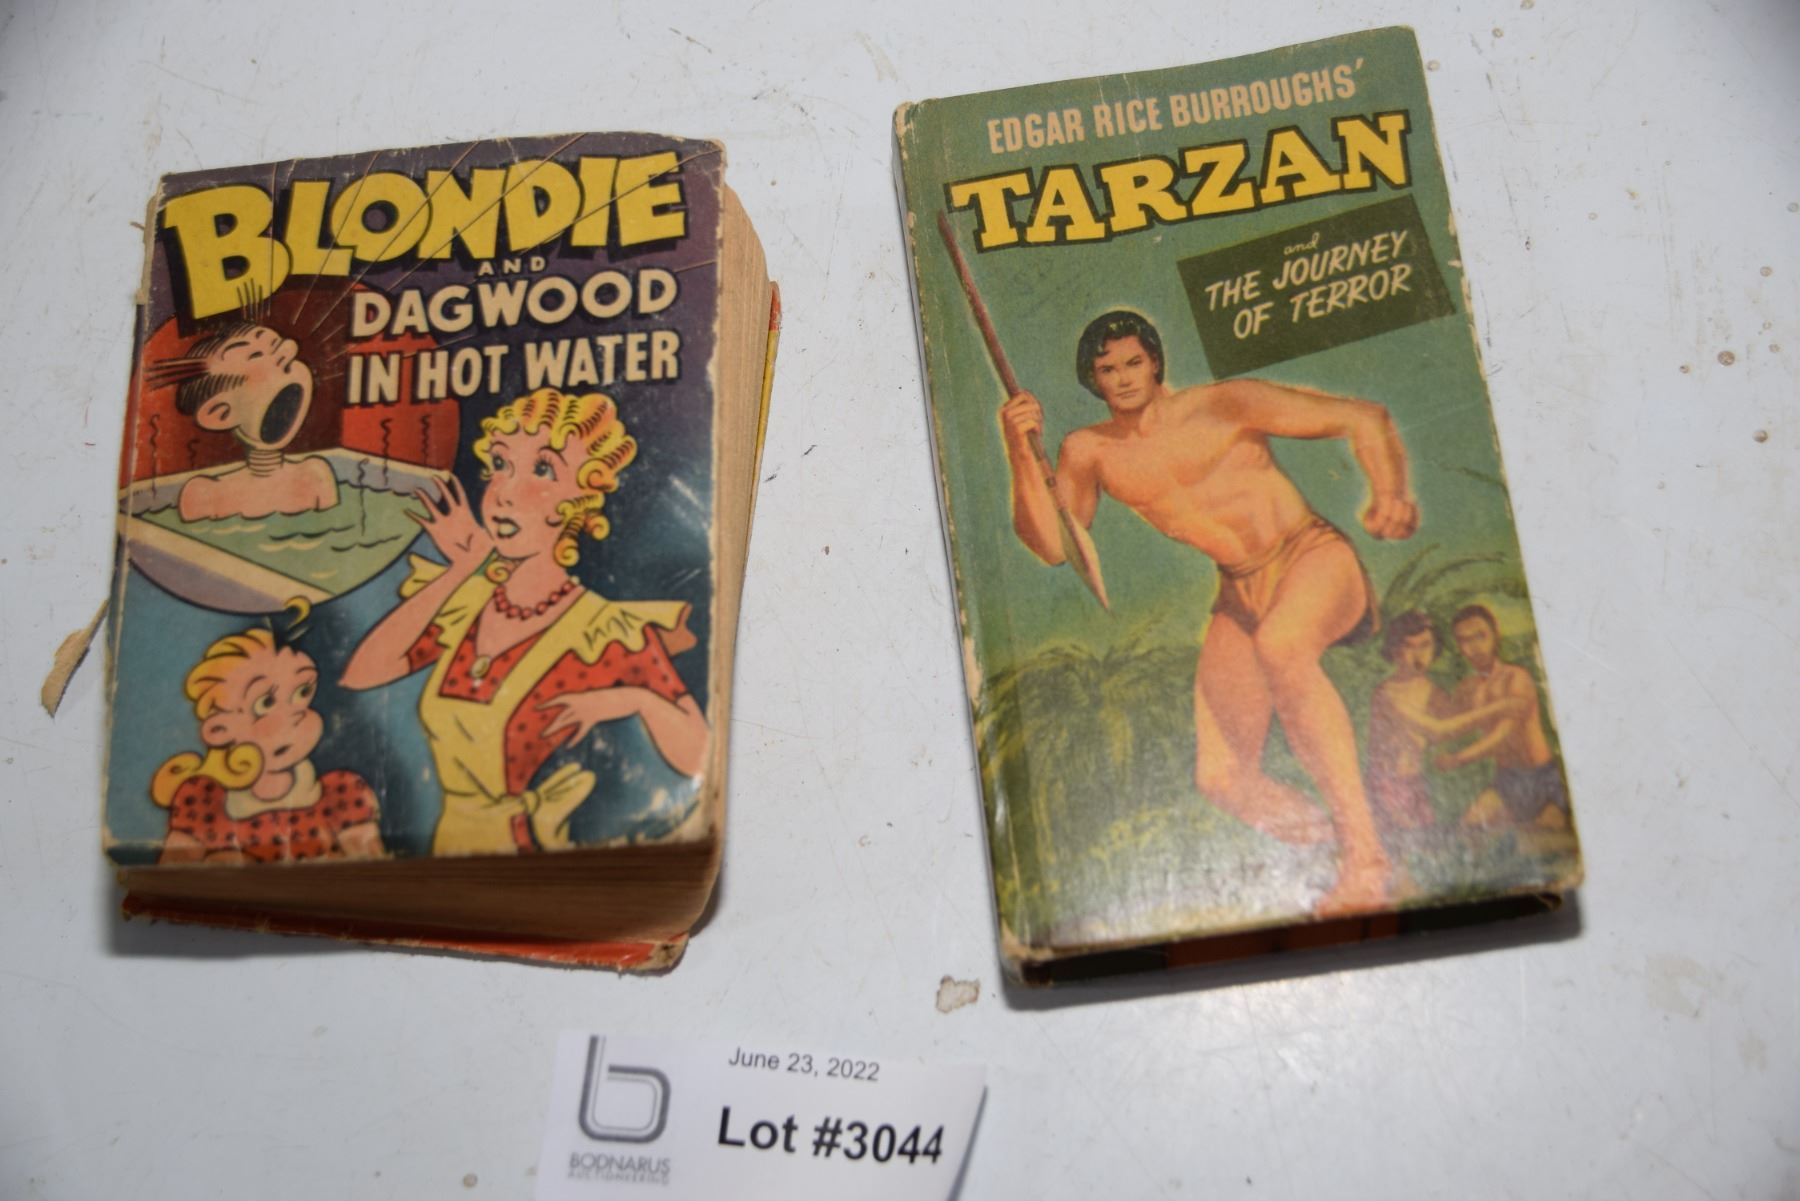 BLONDIE
AND
DAGWOOD
IN HOT WATER
EDGAR RICE BURROUGHS'
TARZAN
and
THE JOURNEY
OF TERROR
June 23, 2022
Lot #3044
b
BODNARUS
AUCTIONEERING